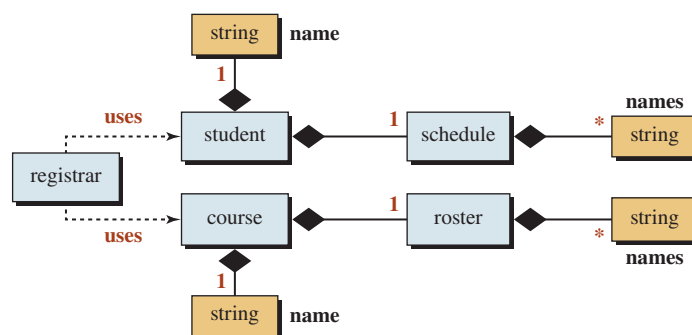 string name
1
names
uses
1
*
student
schedule
string
registrar
course
1
roster
string
uses
*
1
names
string name